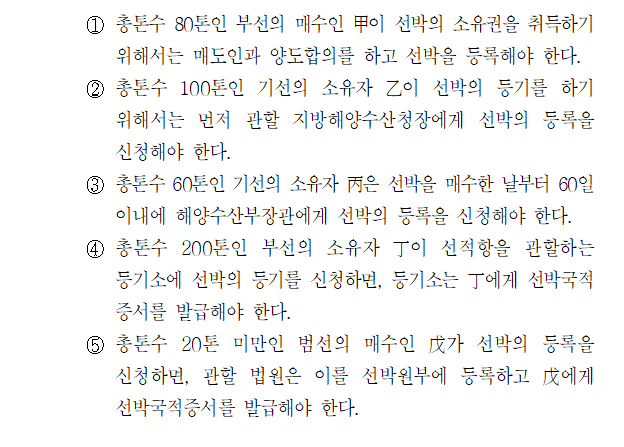 ① 총톤수 80톤인 부선의 매수인 甲이 선박의 소유권을 취득하기
위해서는 매도인과 양도합의를 하고 선박을 등록해야 한다.
② 총톤수 100톤인 기선의 소유자 乙이 선박의 등기를 하기
위해서는 먼저 관할 지방해양수산청장에게 선박의 등록을
신청해야 한다.
③ 총톤수 60톤인 기선의 소유자 丙은 선박을 매수한 날부터 60일
이내에 해양수산부장관에게 선박의 등록을 신청해야 한다.
④ 총톤수 200톤인 부선의 소유자 丁이 선적항을 관할하는
등기소에 선박의 등기를 신청하면, 등기소는 丁에게 선박국적
증서를 발급해야 한다.
⑤ 총톤수 20톤 미만인 범선의 매수인 戊가 선박의 등록을
신청하면, 관할 법원은 이를 선박원부에 등록하고 戊에게
선박국적증서를 발급해야 한다.